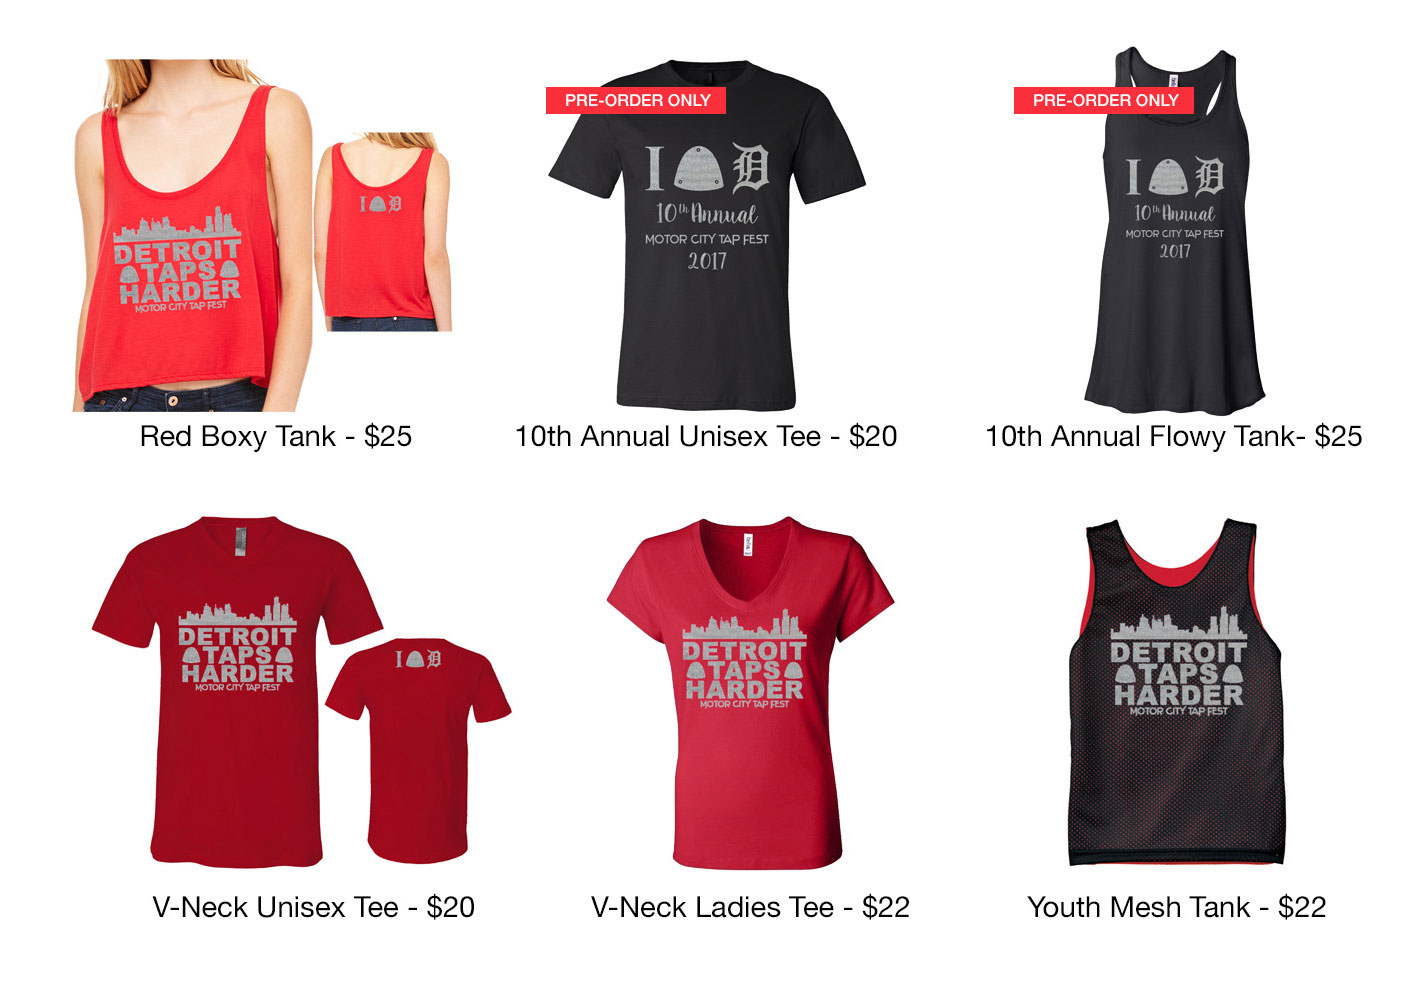 DETROIT
TAPS
HARDER
MOTOR CITY TAP FEST
I D
Red Boxy Tank - $25
PRE-ORDER ONLY
I D
10th Annual
MOTOR CITY TAP FEST
2017
10th Annual Unisex Tee - $20
PRE-ORDER ONLY
I D
10th Annual
MOTOR CITY TAP FEST
2017
10th Annual Flowy Tank- $25
DETROIT
TAPS
HARDER
MOTOR CITY TAP FEST
I D
V-Neck Unisex Tee - $20
DETROIT
TAPS
HARDER
MOTOR CITY TAP FEST
V-Neck Ladies Tee - $22
DETROIT
TAPS
HARDER
MOTOR CITY TAP FEST
Youth Mesh Tank - $22